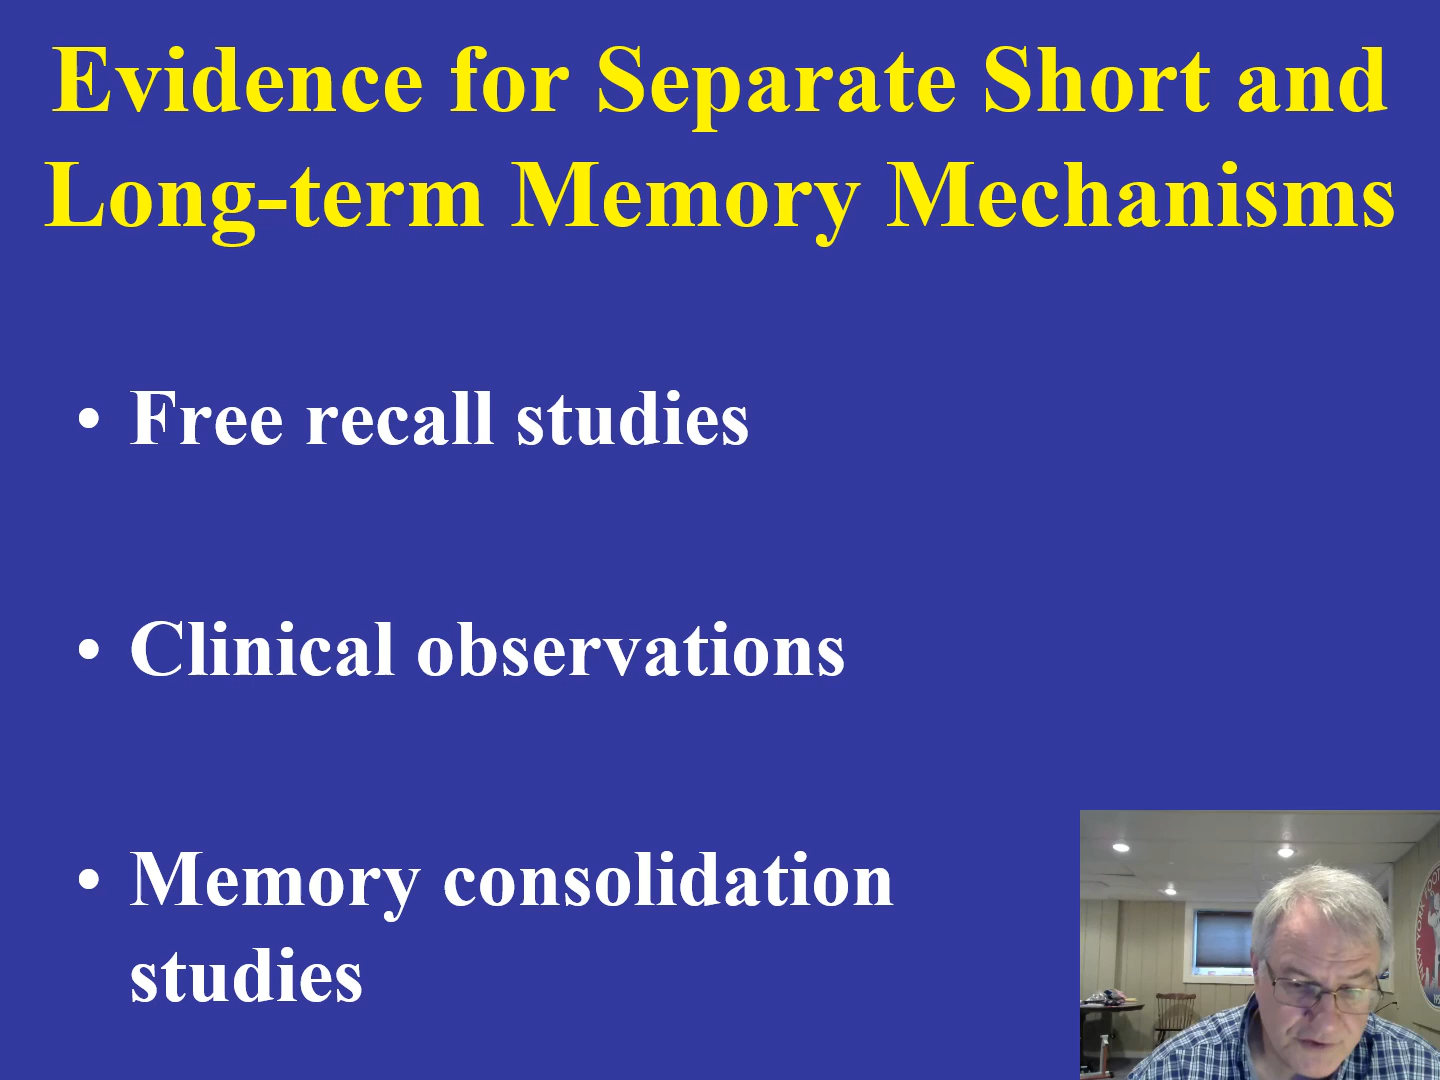 Evidence for Separate Short and
Long-term Memory Mechanisms
• Free recall studies
• Clinical observations
• Memory consolidation
studies